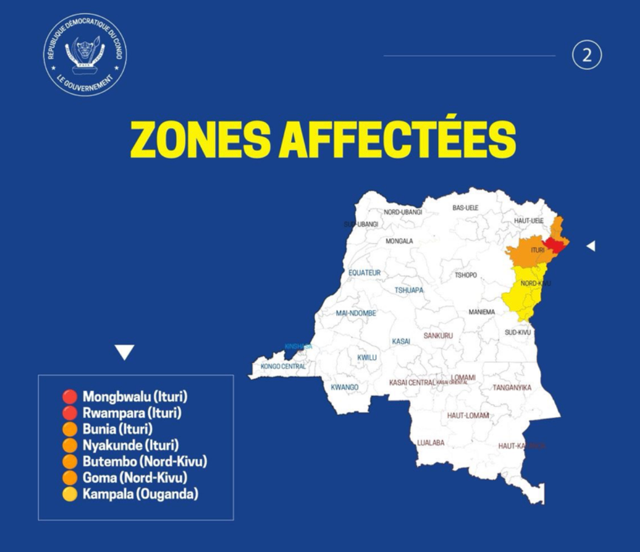 RÉPUBLIQUE DÉMOCRATIQUE DU CONGO
LE GOUVERNEMENT
2
ZONES AFFECTÉES
BAS-UELE
NORD-UBANGI
HAUT-UELE
UBANGI
MONGALA
ITURI
EQUATEUR
TSHOPO
NORD-KIVU
TSHUAPA
MAI-NDOMBE
MANIEMA
SUD-KIVU
SANKURU
KASAI
KWILU
KONGO CENTRAL
LOMAMI
KASAI CENTRAL
KWANGO
TANGANYIKA
HAUT-LOMAMI
LUALABA
HAUT-KA
Mongbwalu (Ituri)
Rwampara (Ituri)
Bunia (Ituri)
Nyakunde (Ituri)
Butembo (Nord-Kivu)
Goma (Nord-Kivu)
Kampala (Ouganda)